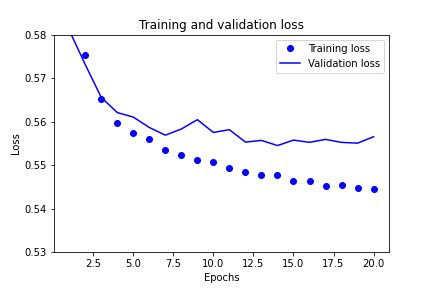 Training and validation loss
Training loss
Validation loss
Loss
0.58
0.57
0.56
0.55
0.54
0.53
2.5 5.0 7.5 10.0 12.5 15.0 17.5 20.0
Epochs